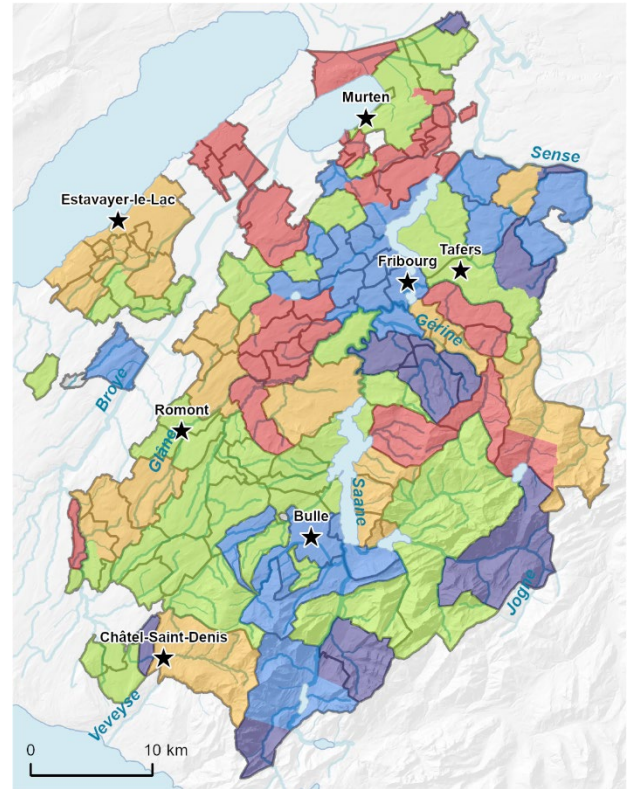 Murten
Sense
Estavayer-le-Lac
Tafers
Fribourg
Gérine
Broye
Romont
Glâne
Saane
Bulle
Jogne
Châtel-Saint-Denis
Veveyse
0 10 km